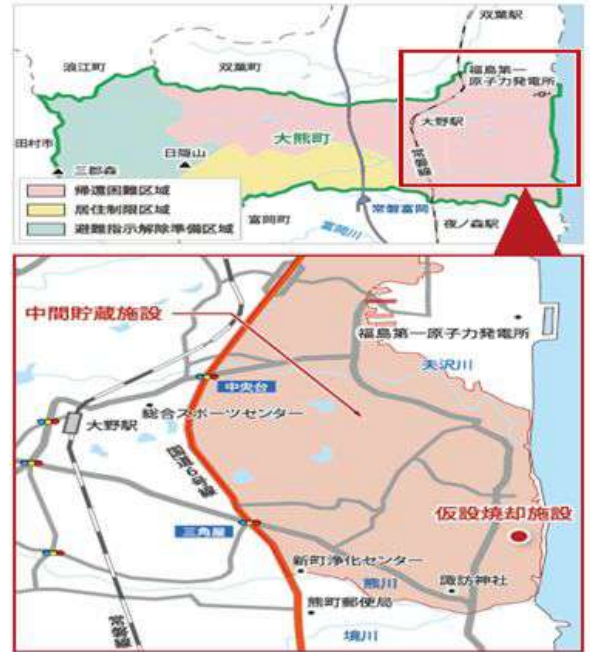 双葉駅
浪江町
双葉町
福島第一
原子力発電所
大野駅
大熊町
田村市
日隠山
三郡森
帰還困難区域
居住制限区域
避難指示解除準備区域
富岡町
富岡川
常磐富岡
夜ノ森駅
常磐線
中間貯蔵施設
福島第一原子力発電所
夫沢川
中央台
総合スポーツセンター
大野駅
国道6号線
仮設焼却施設
三角屋
新町浄化センター
熊川
諏訪神社
熊町郵便局
境川
常磐線